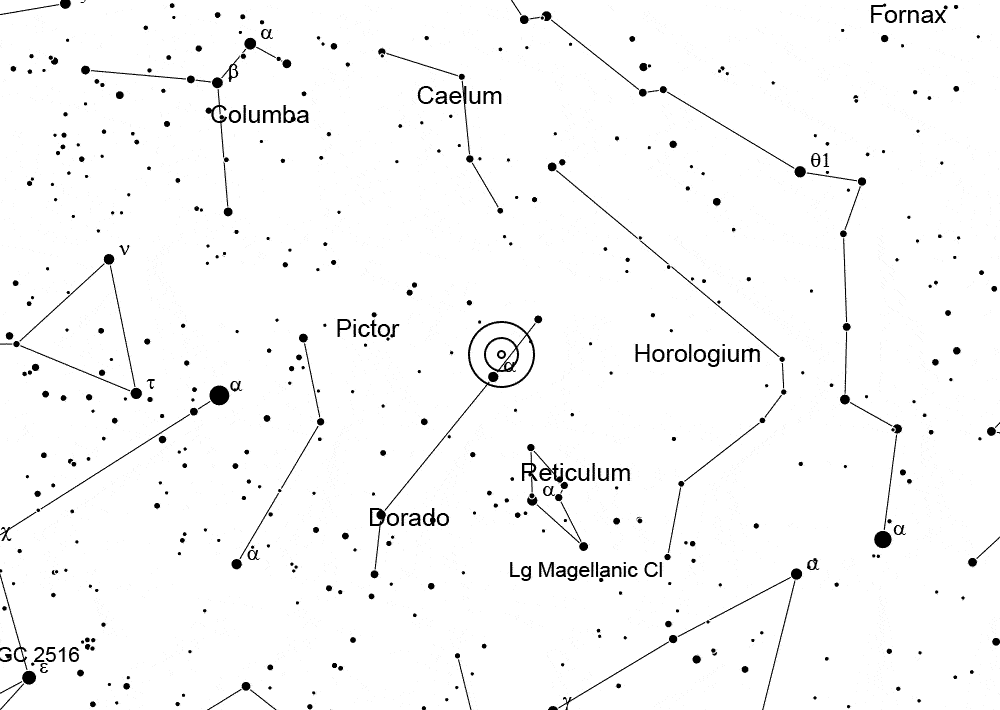 Fornax
α
β
Caelum
Columba
θ1
ν
Pictor
Horologium
α
τ
α
Reticulum
α
Dorado
α
χ
α
Lg Magellanic Cl
α
GC 2516
ε
γ